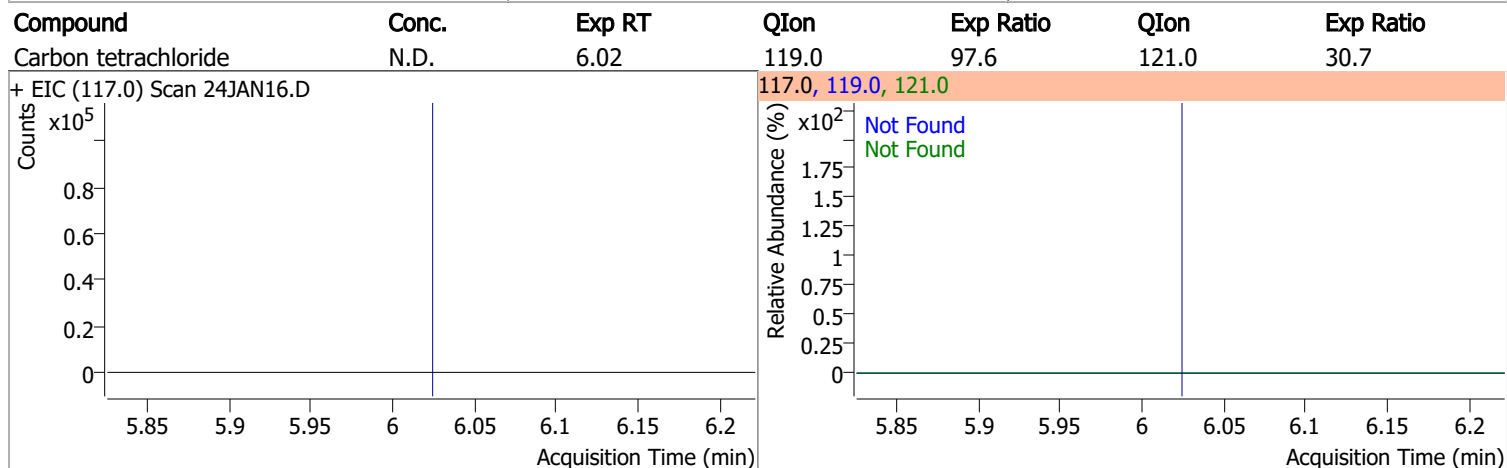 Compound Conc. Exp RT QIon Exp Ratio QIon Exp Ratio
Carbon tetrachloride N.D. 6.02 119.0 97.6 121.0 30.7
+ EIC (117.0) Scan 24JAN16.D
Counts
x10⁵
0.8
0.6
0.4
0.2
0
5.85 5.9 5.95 6 6.05 6.1 6.15 6.2
Acquisition Time (min)
117.0, 119.0, 121.0
Relative Abundance (%)
x10²
Not Found
Not Found
1.75
1.5
1.25
1
0.75
0.5
0.25
0
5.85 5.9 5.95 6 6.05 6.1 6.15 6.2
Acquisition Time (min)